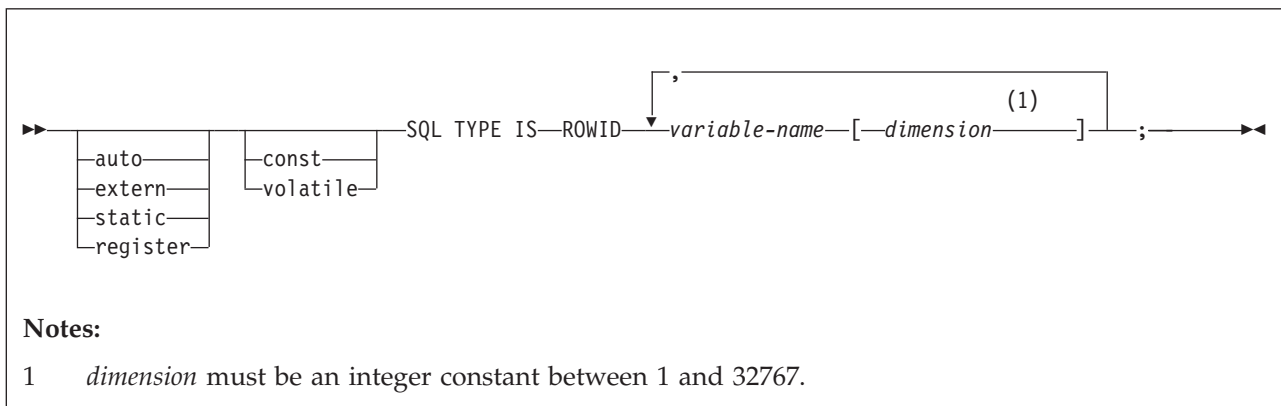 ,
(1)
SQL TYPE IS ROWID variable-name [ dimension ] ;
auto const
extern volatile
static
register
Notes:
1 dimension must be an integer constant between 1 and 32767.